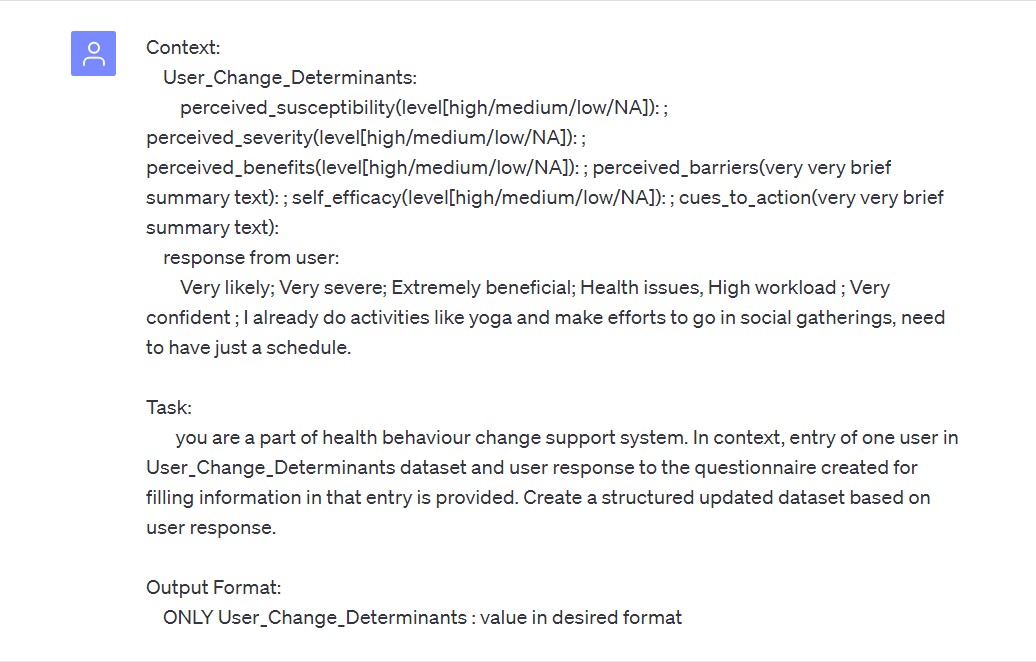 Context:
User_Change_Determinants:
perceived_susceptibility(level[high/medium/low/NA]): ;
perceived_severity(level[high/medium/low/NA]): ;
perceived_benefits(level[high/medium/low/NA]): ; perceived_barriers(very very brief
summary text): ; self_efficacy(level[high/medium/low/NA]): ; cues_to_action(very very brief
summary text):
response from user:
Very likely; Very severe; Extremely beneficial; Health issues, High workload ; Very
confident ; I already do activities like yoga and make efforts to go in social gatherings, need
to have just a schedule.
Task:
you are a part of health behaviour change support system. In context, entry of one user in
User_Change_Determinants dataset and user response to the questionnaire created for
filling information in that entry is provided. Create a structured updated dataset based on
user response.
Output Format:
ONLY User_Change_Determinants : value in desired format